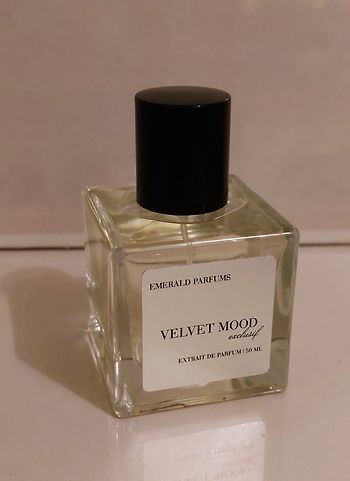 EMERALD PARFUMS
VELVET MOOD
exclusif
EXTRAIT DE PARFUM | 50 ML